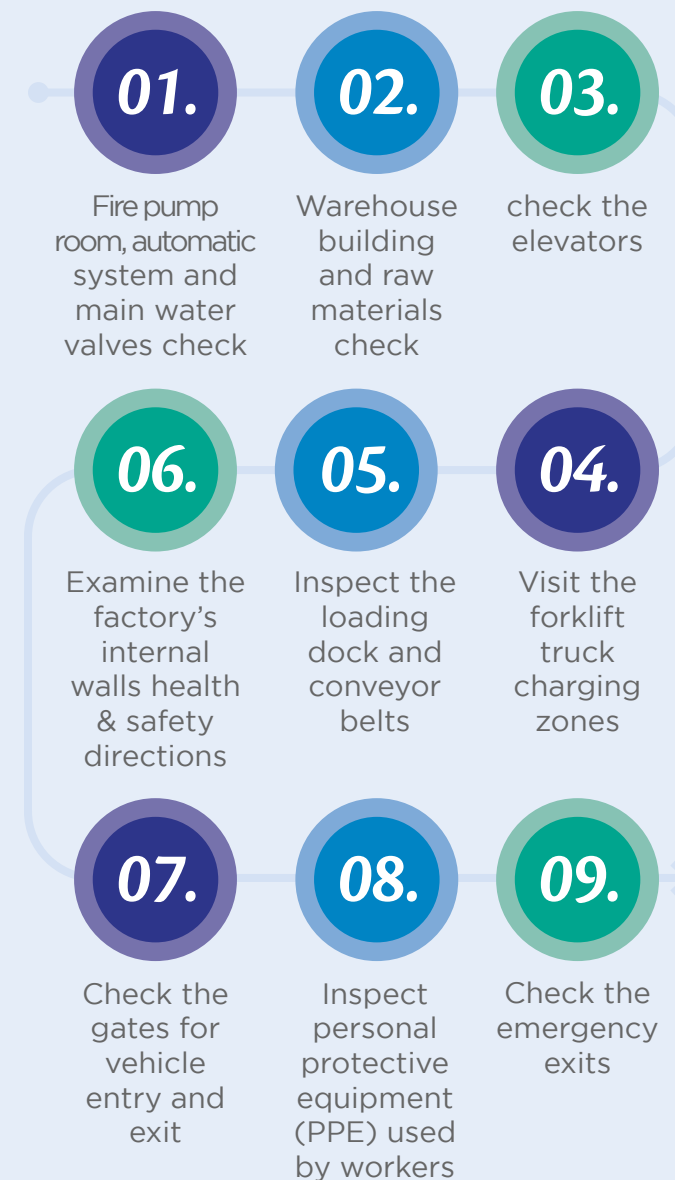 01.
Fire pump
room, automatic
system and
main water
valves check
02.
Warehouse
building
and raw
materials
check
03.
check the
elevators
04.
Visit the
forklift
truck
charging
zones
05.
Inspect the
loading
dock and
conveyor
belts
06.
Examine the
factory’s
internal
walls health
& safety
directions
07.
Check the
gates for
vehicle
entry and
exit
08.
Inspect
personal
protective
equipment
(PPE) used
by workers
09.
Check the
emergency
exits